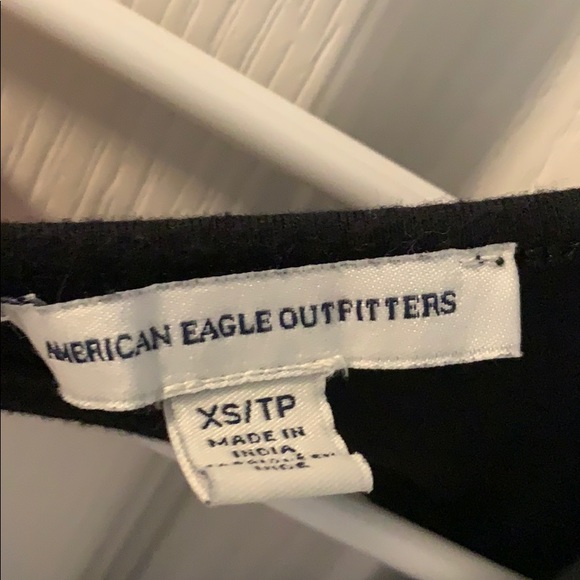 AMERICAN EAGLE OUTFITTERS
XS/TP
MADE IN
INDIA